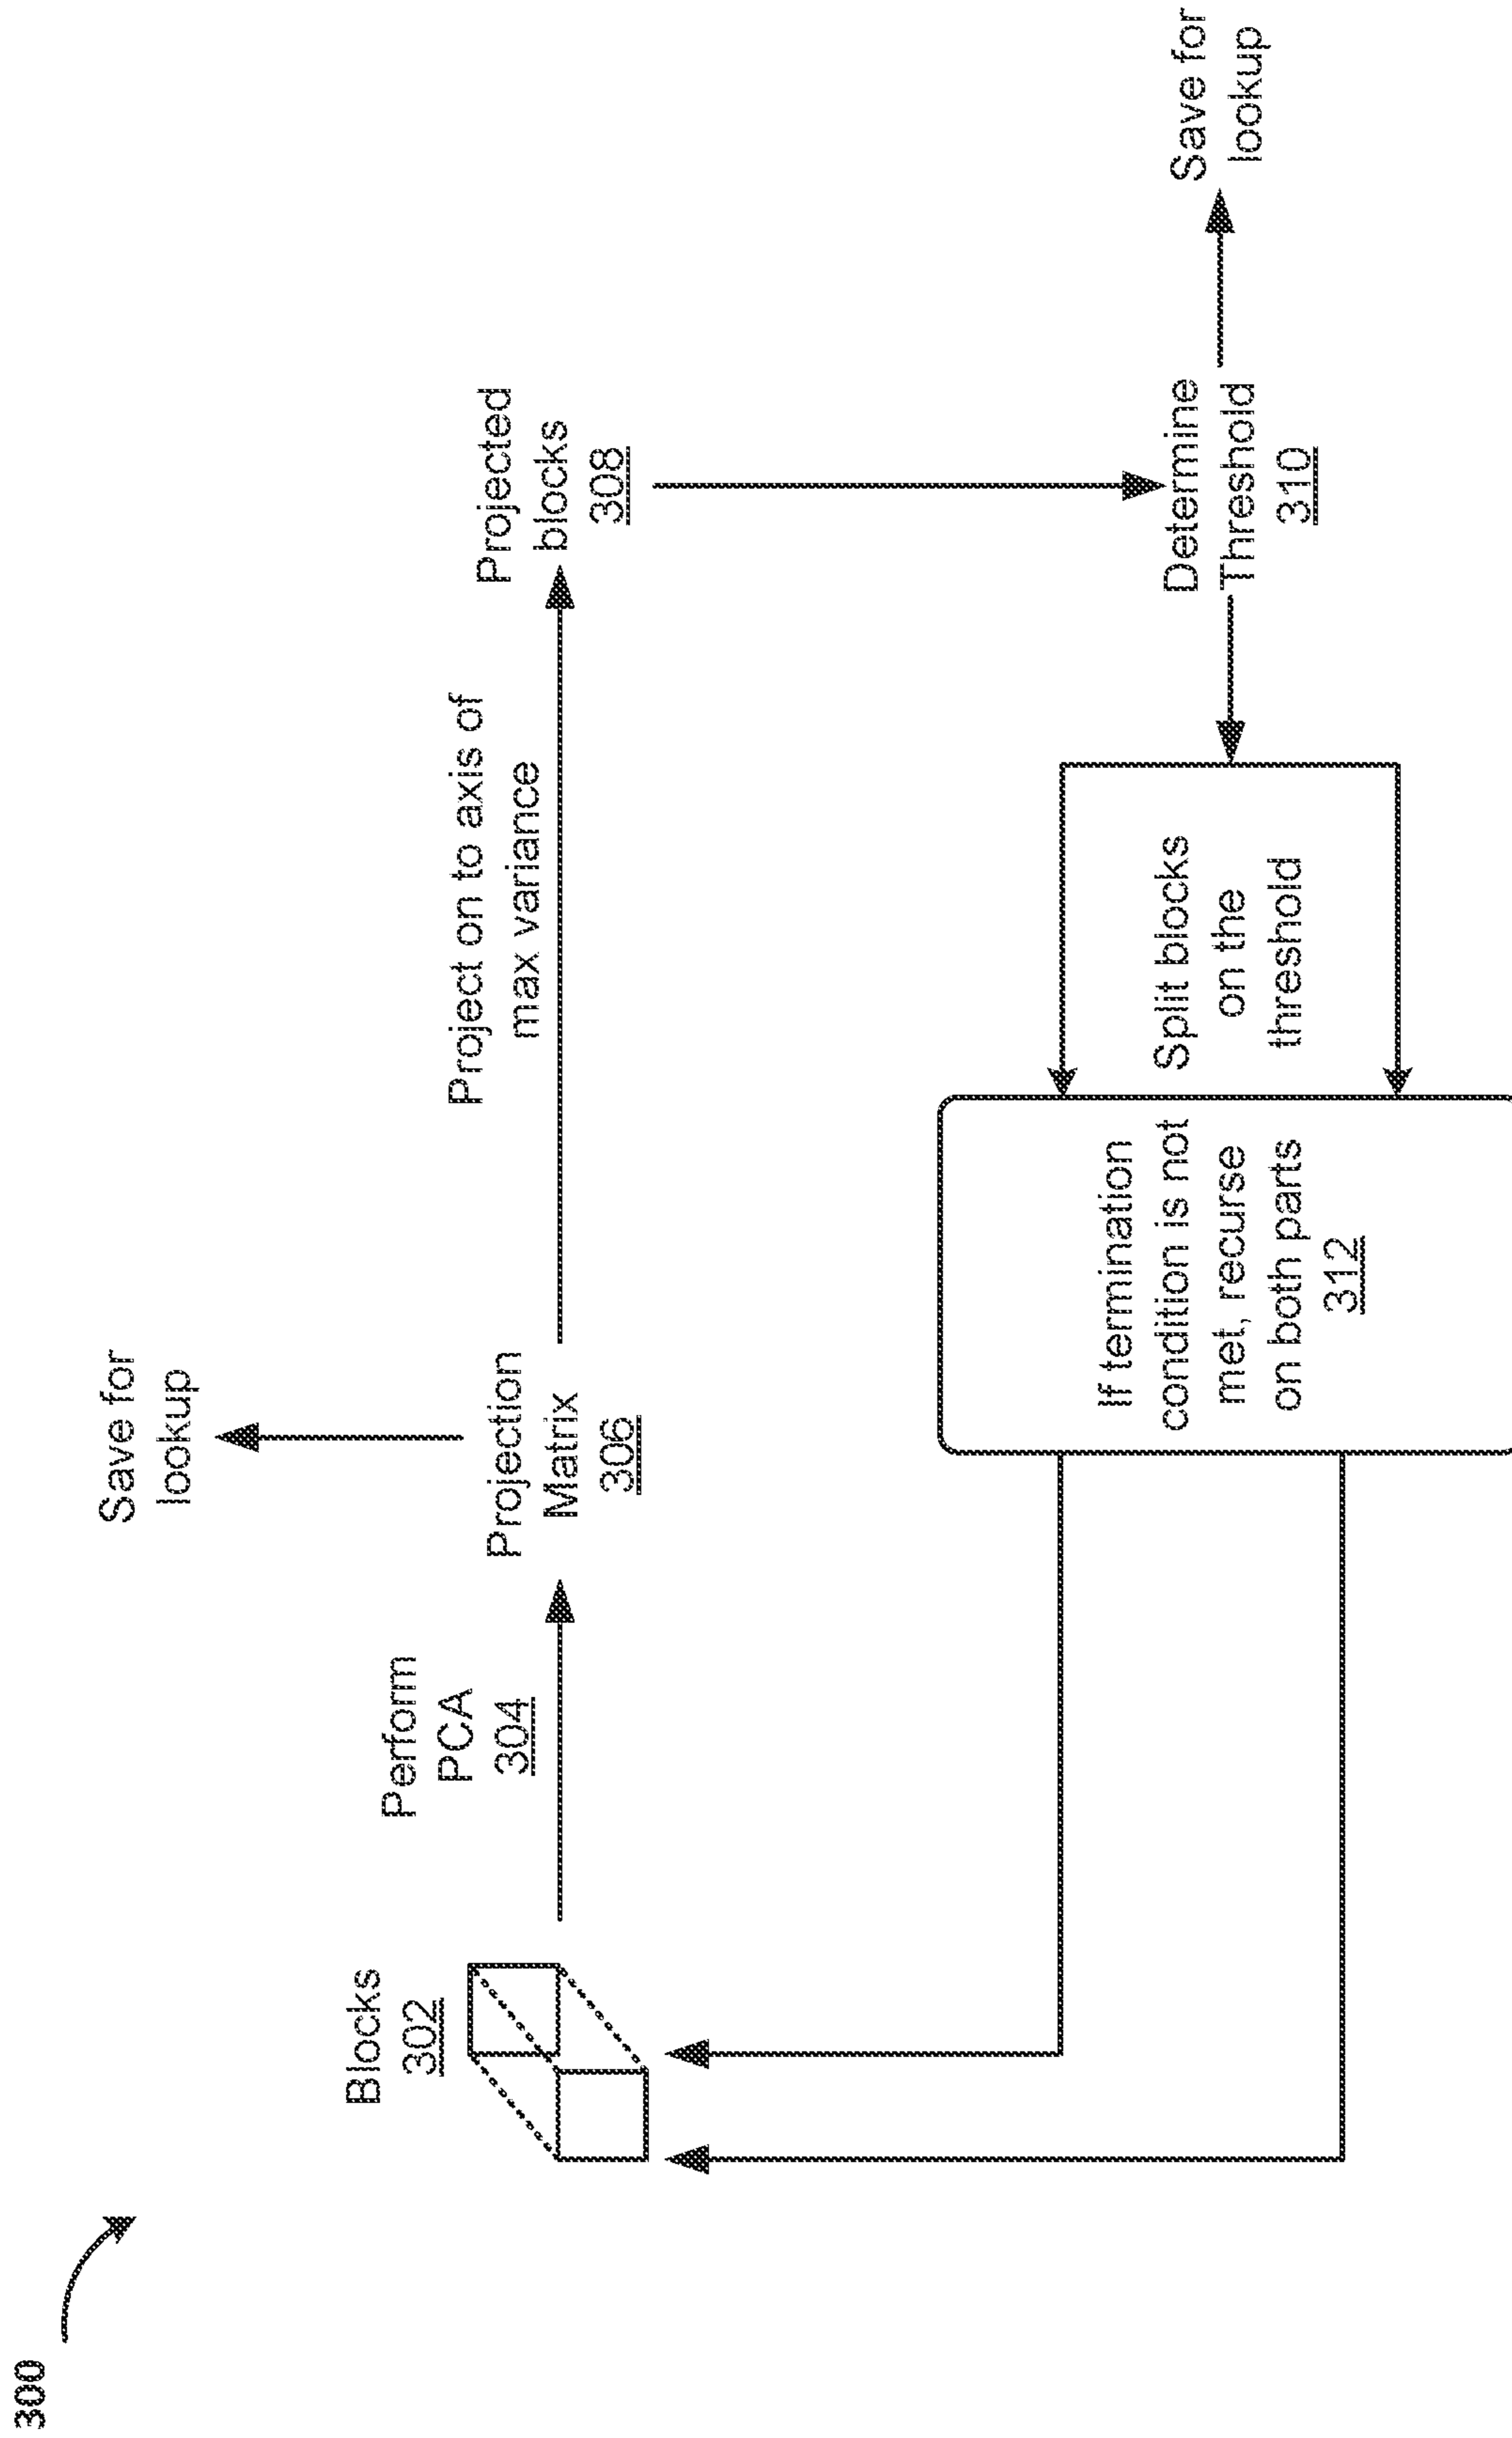 300
Blocks
302
Perform
PCA
304
Save for
lookup
Projection
Matrix
306
Project on to axis of
max variance
Projected
blocks
308
Determine
Threshold
310
Save for
lookup
Split blocks
on the
threshold
If termination
condition is not
met, recurse
on both parts
312